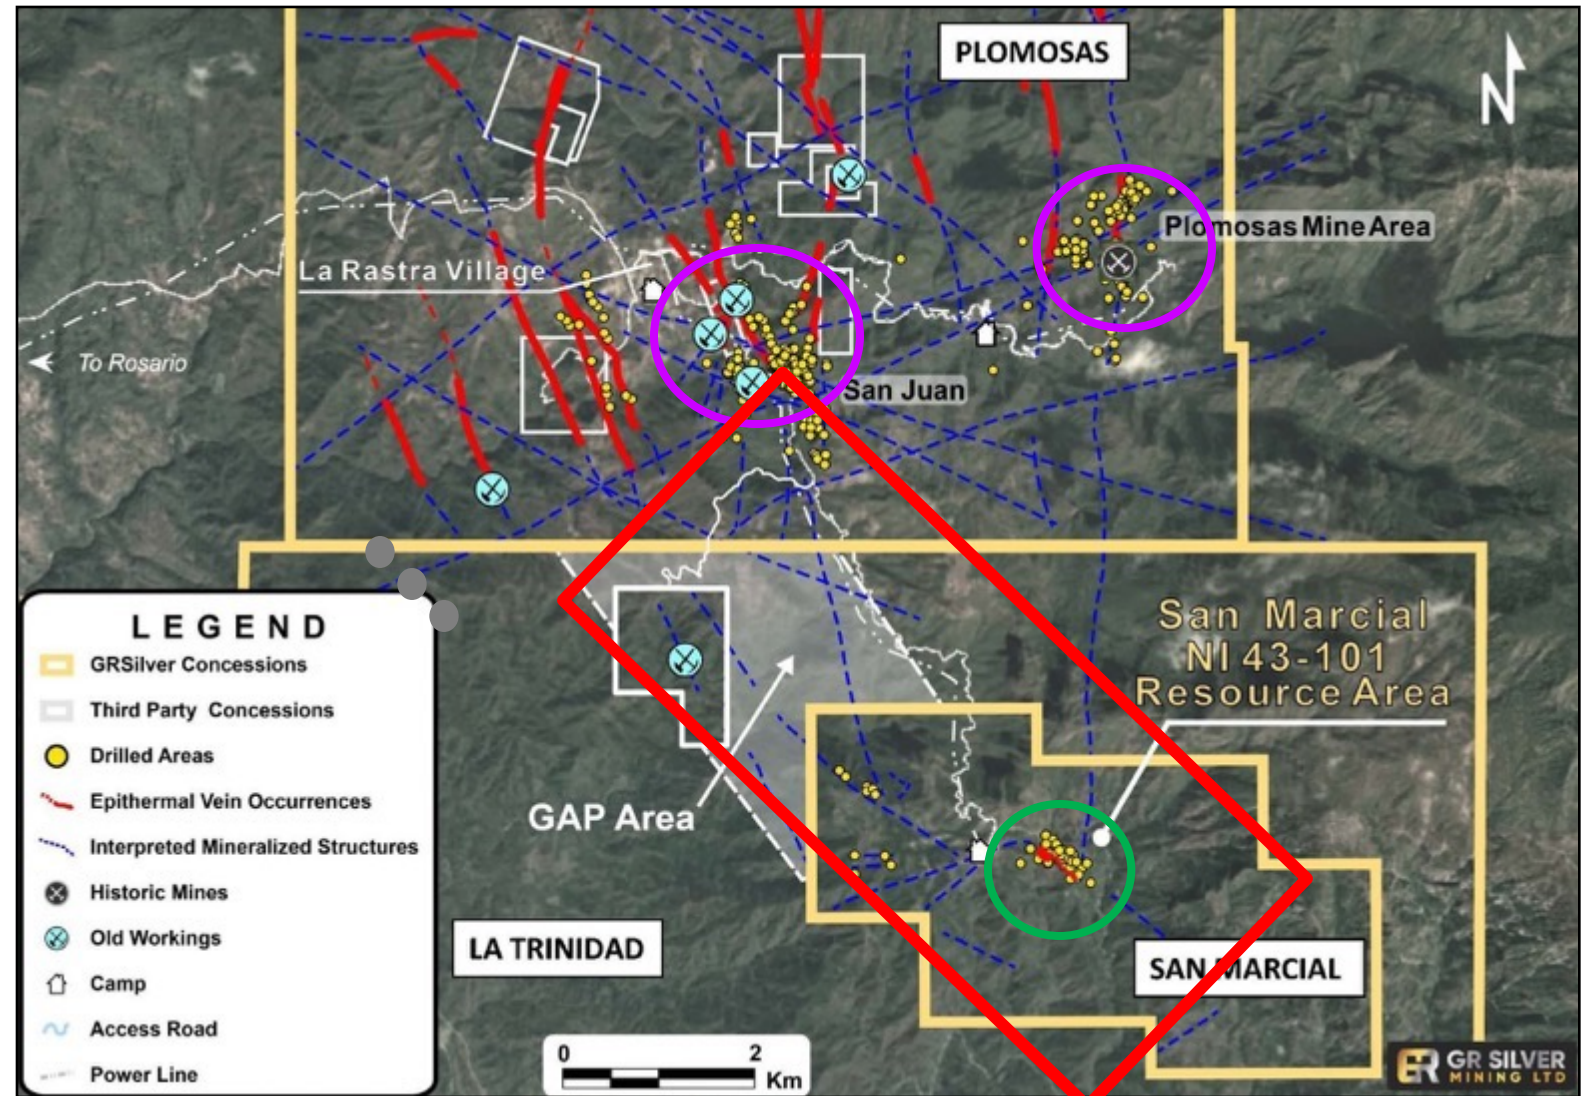 PLOMOSAS
N
Plomosas Mine Area
La Rastra Village
To Rosario
San Juan
San Marcial
NI 43-101
Resource Area
GAP Area
LA TRINIDAD
SAN MARCIAL
LEGEND
GRSilver Concessions
Third Party Concessions
Drilled Areas
Epithermal Vein Occurrences
Interpreted Mineralized Structures
Historic Mines
Old Workings
Camp
Access Road
Power Line
0 2
Km
GR SILVER
MINING LTD